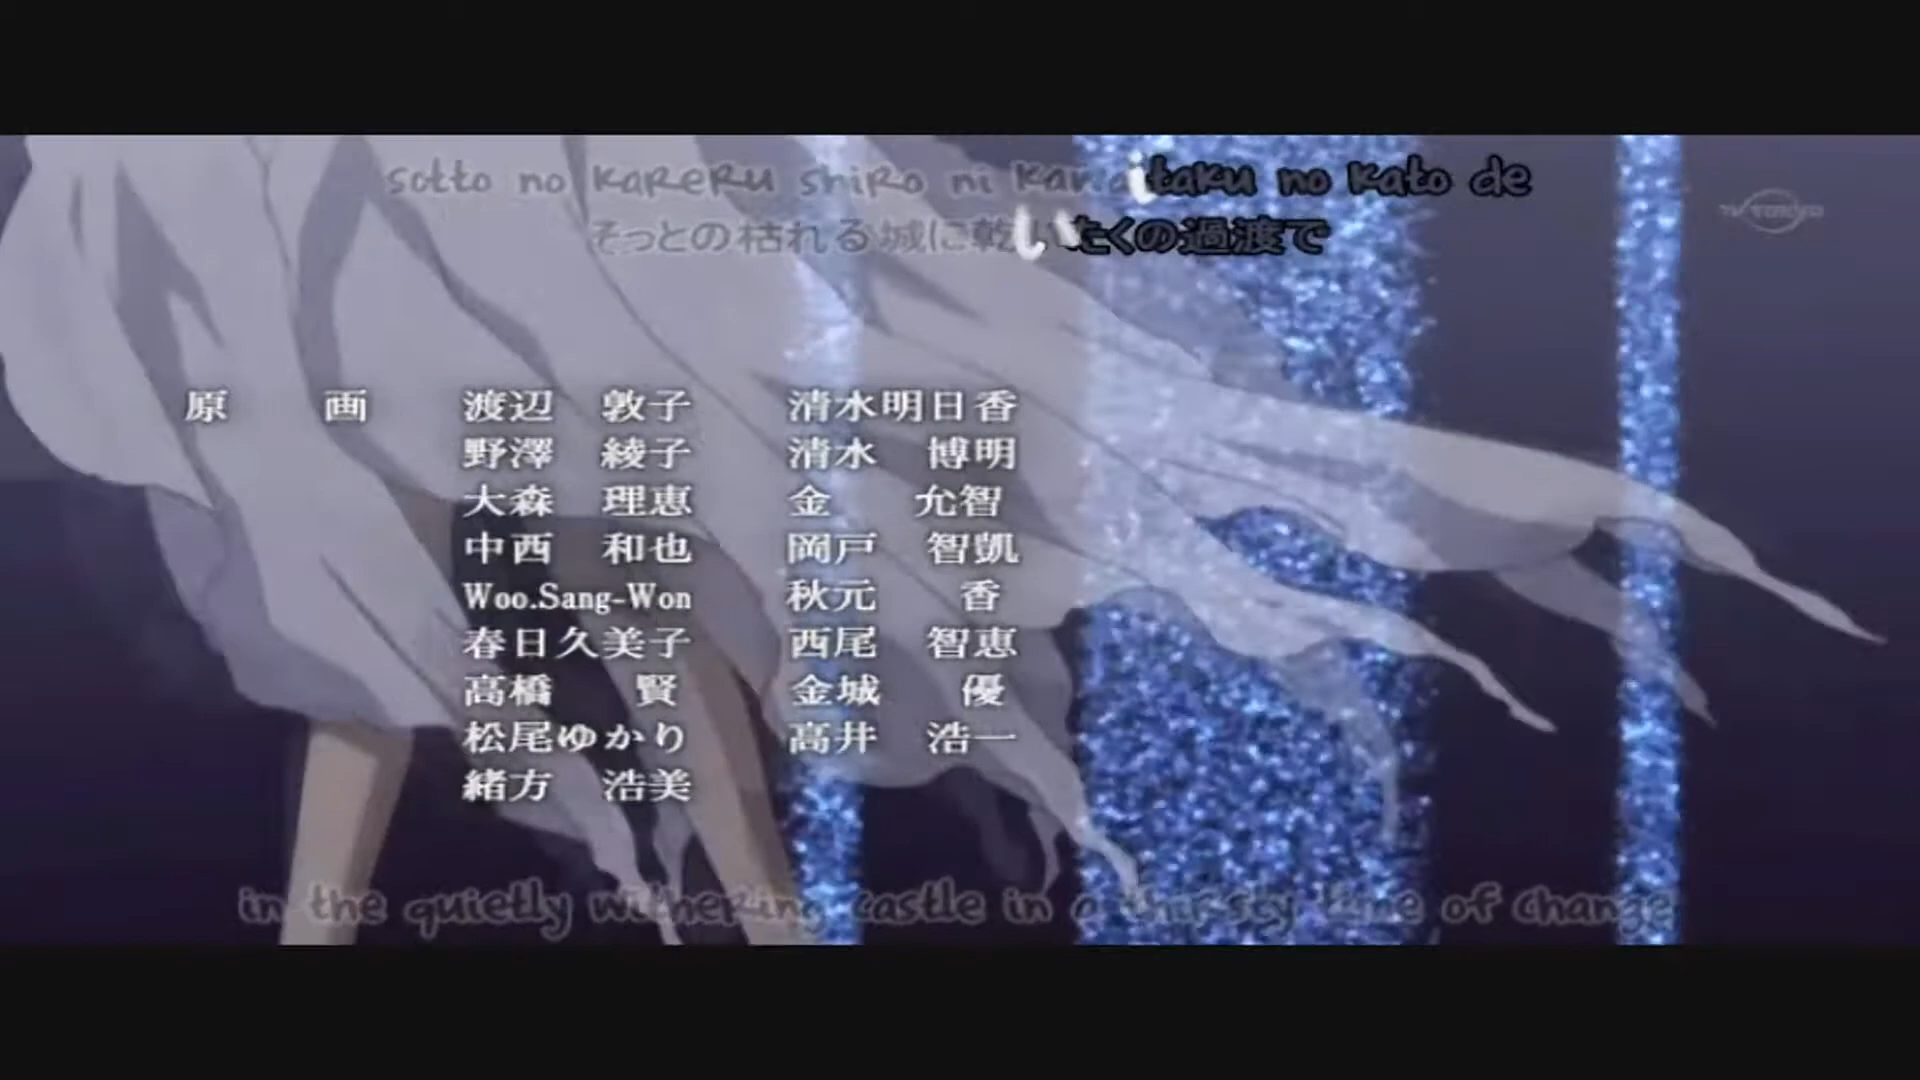 sotto no kareru shiro ni kawaitaku no kato de
そっとの枯れる城に乾いたくの過渡で
TV TOKYO
原画 渡辺 敦子 清水明日香
野澤 綾子 清水 博明
大森 理恵 金 允智
中西 和也 岡戸 智凱
Woo.Sang-Won 秋元 香
春日久美子 西尾 智恵
高橋 賢 金城 優
松尾ゆかり 高井 浩一
緒方 浩美
in the quietly withering castle in a thirsty time of change